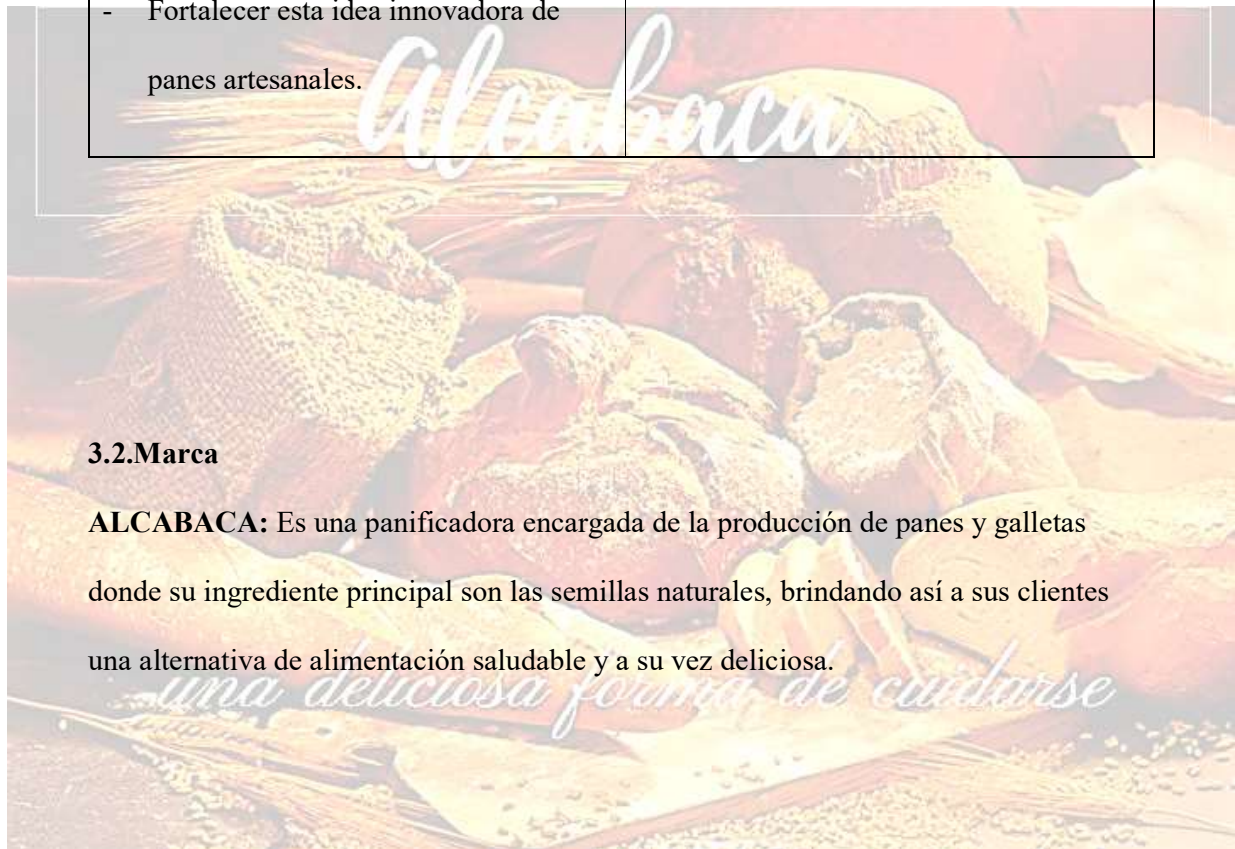 - Fortalecer esta idea innovadora de
panes artesanales.
Alcabaca
3.2.Marca
ALCABACA: Es una panificadora encargada de la producción de panes y galletas
donde su ingrediente principal son las semillas naturales, brindando así a sus clientes
una alternativa de alimentación saludable y a su vez deliciosa.
una deliciosa forma de cuidarse